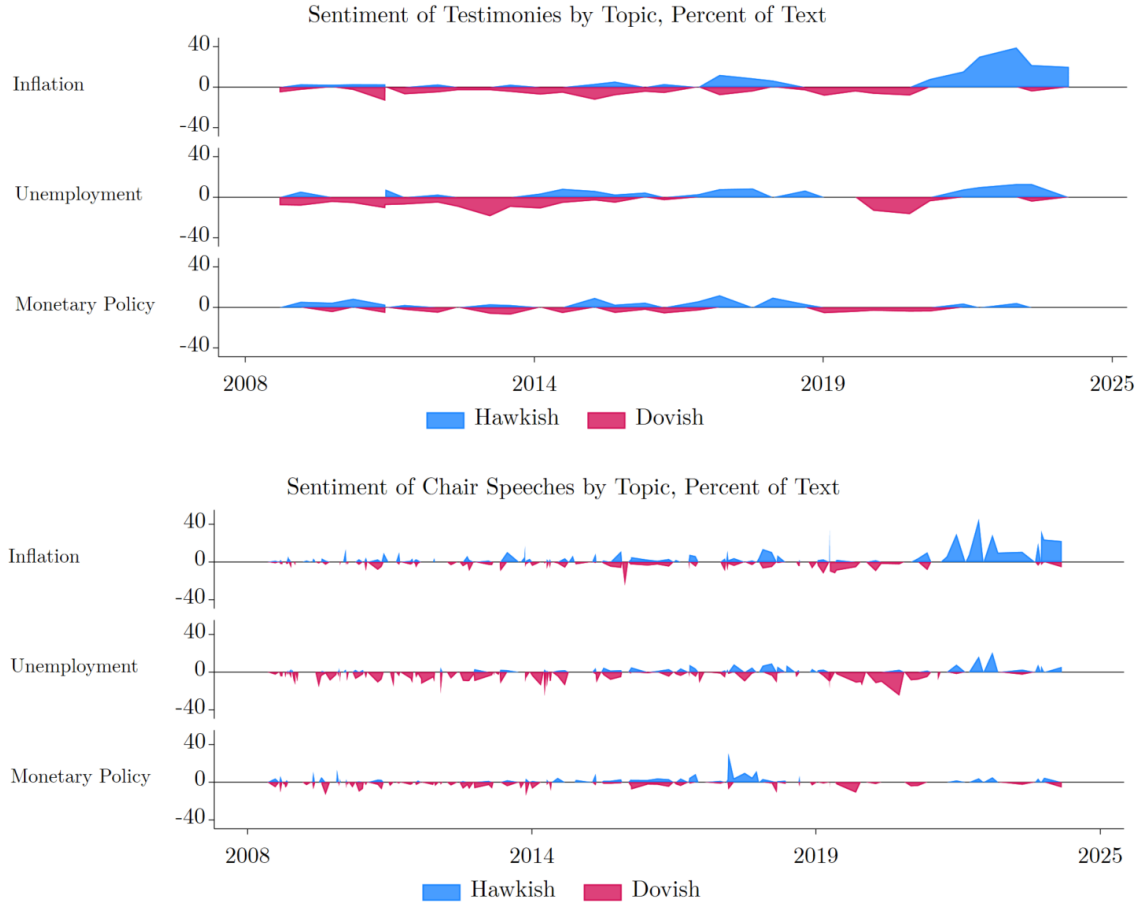 Sentiment of Testimonies by Topic, Percent of Text
40
Inflation 0
-40
40
Unemployment 0
-40
40
Monetary Policy 0
-40
2008 2014 2019 2025
Hawkish Dovish
Sentiment of Chair Speeches by Topic, Percent of Text
40
Inflation 0
-40
40
Unemployment 0
-40
40
Monetary Policy 0
-40
2008 2014 2019 2025
Hawkish Dovish